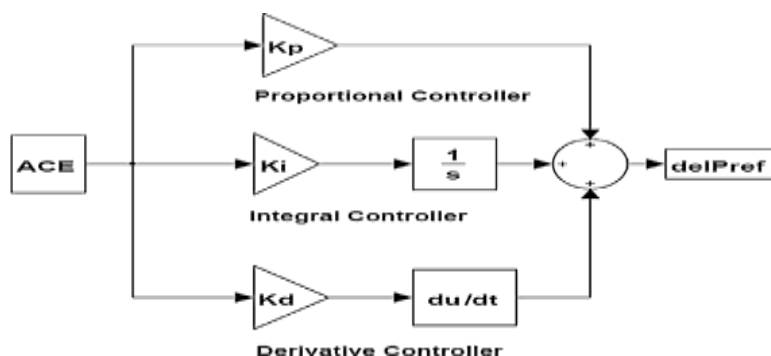 Kp
Proportional Controller
ACE
Ki
1
s
+
+
+
delPref
Integral Controller
Kd
du/dt
Derivative Controller